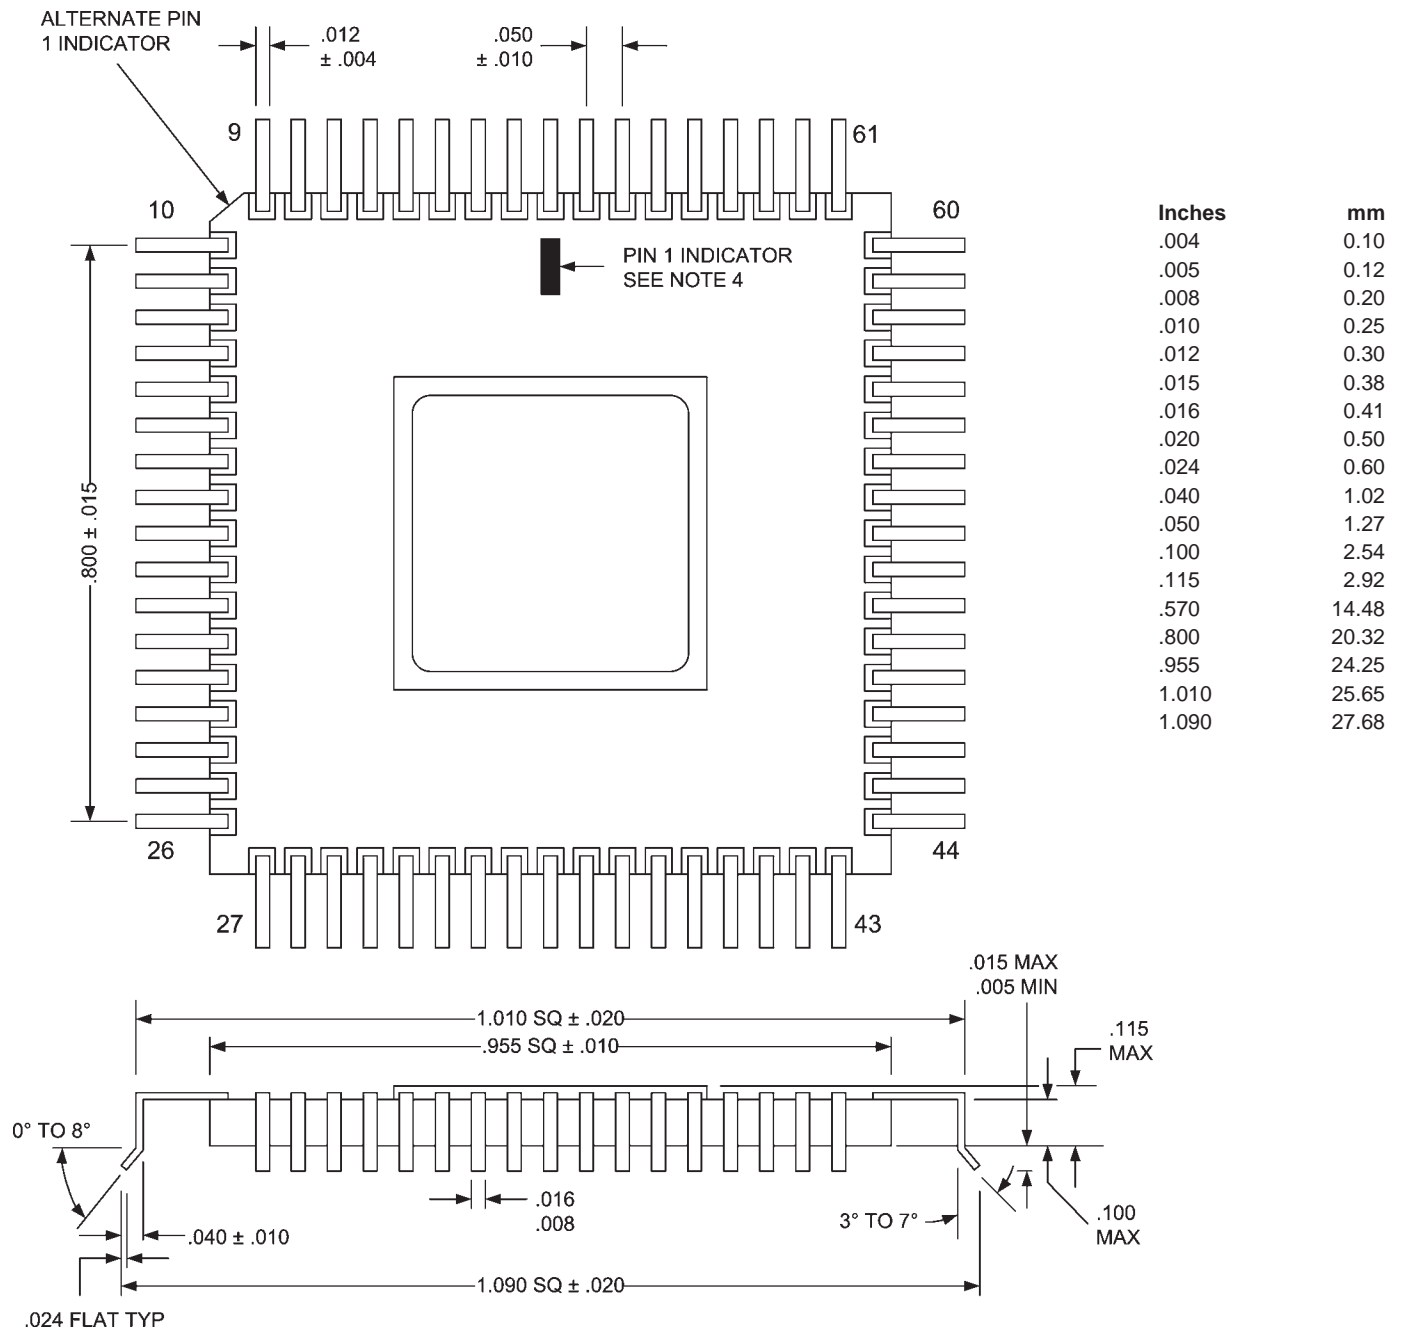 ALTERNATE PIN
1 INDICATOR
.012
± .004
.050
± .010
9
61
10
60
PIN 1 INDICATOR
SEE NOTE 4
.800 ± .015
26
44
27
43
Inches mm
.004 0.10
.005 0.12
.008 0.20
.010 0.25
.012 0.30
.015 0.38
.016 0.41
.020 0.50
.024 0.60
.040 1.02
.050 1.27
.100 2.54
.115 2.92
.570 14.48
.800 20.32
.955 24.25
1.010 25.65
1.090 27.68
.015 MAX
.005 MIN
1.010 SQ ± .020
.955 SQ ± .010
.115
MAX
0° TO 8°
.016
.008
3° TO 7°
.100
MAX
.040 ± .010
1.090 SQ ± .020
.024 FLAT TYP